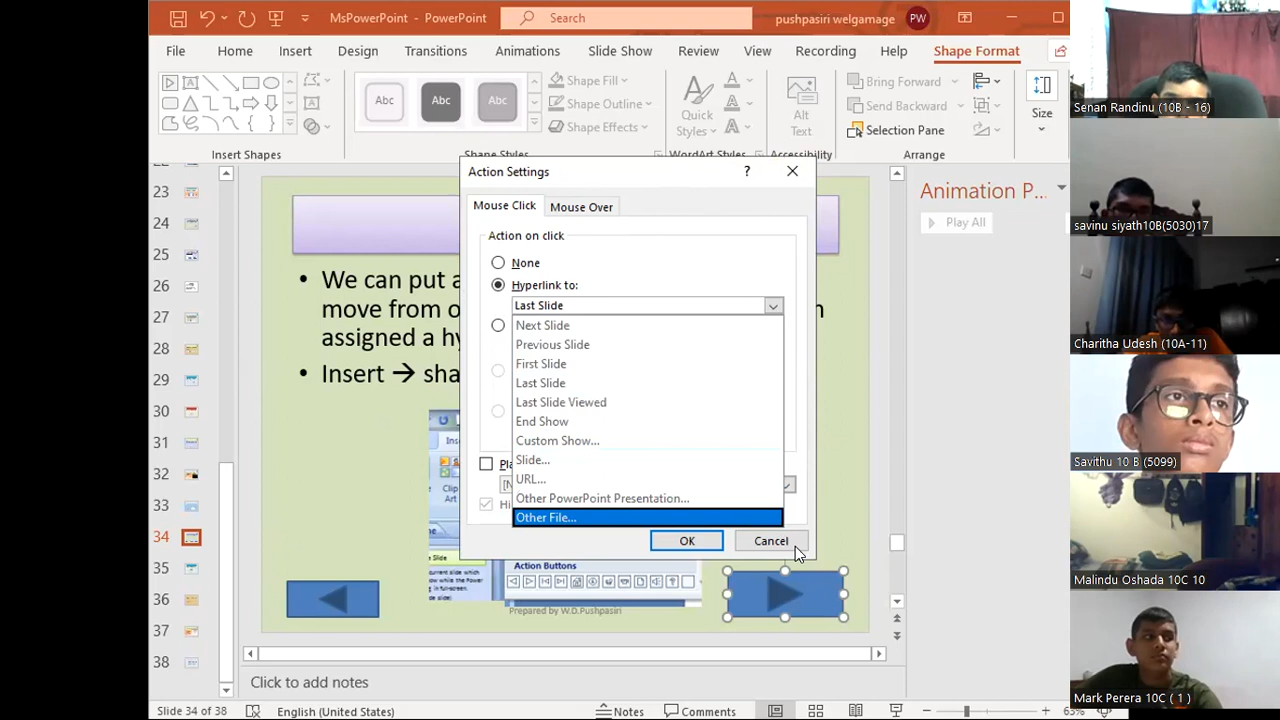 MsPowerPoint - PowerPoint
Search
pushpasiri welgamage
PW
File
Home
Insert
Design
Transitions
Animations
Slide Show
Review
View
Recording
Help
Shape Format
Abc
Abc
Abc
Shape Fill
Shape Outline
Shape Effects
Quick
Styles
Alt
Text
Bring Forward
Send Backward
Selection Pane
Size
Insert Shapes
Shape Styles
WordArt Styles
Accessibility
Arrange
23
24
25
26
27
28
29
30
31
32
33
34
35
36
37
38
• We can put a
move from o
assigned a hy
• Insert → sha
Action Settings
?
Mouse Click
Mouse Over
Action on click
None
Hyperlink to:
Last Slide
Next Slide
Previous Slide
First Slide
Last Slide
Last Slide Viewed
End Show
Custom Show...
Slide...
URL...
Other PowerPoint Presentation...
Other File...
OK
Cancel
Clip
Art
Action Buttons
Prepared by W.D.Pushpasiri
Animation P...
Play All
Click to add notes
Slide 34 of 38
English (United St
Notes
Comments
63%
Senan Randinu (10B - 16)
savinu siyath10B(5030)17
Charitha Udesh (10A-11)
Savithu 10 B (5099)
Malindu Oshada 10C 10
Mark Perera 10C ( 1 )